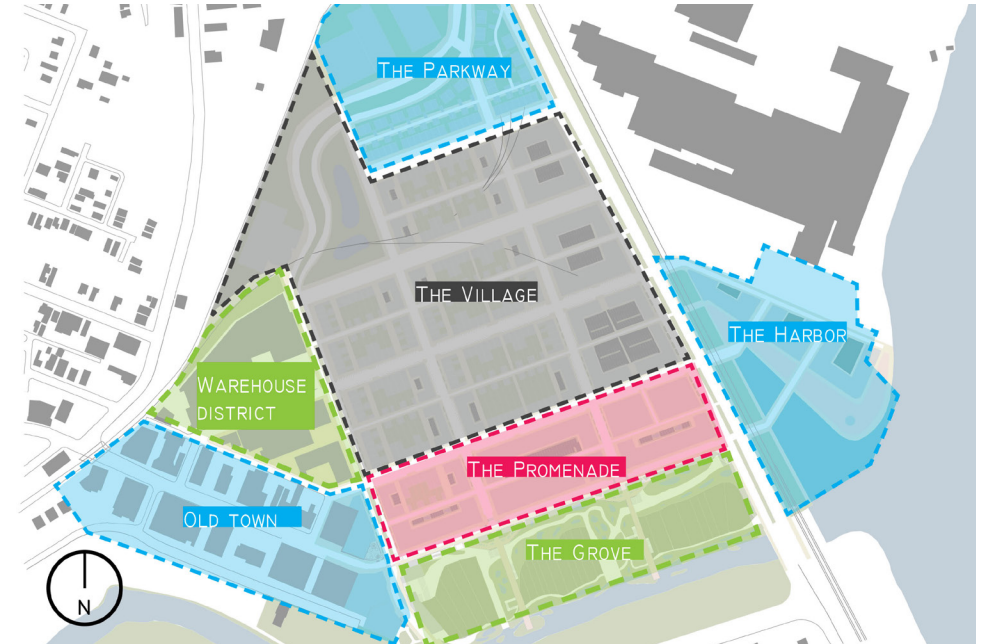 THE PARKWAY
THE VILLAGE
THE HARBOR
WAREHOUSE
DISTRICT
THE PROMENADE
OLD TOWN
THE GROVE
N